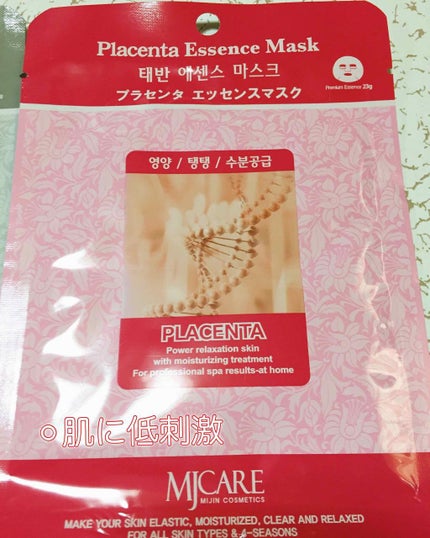 Placenta Essence Mask
태반 에센스 마스크
プラセンタ エッセンスマスク
Premium Essence 23g
영양 / 탱탱 / 수분공급
PLACENTA
Power relaxation skin
with moisturizing treatment
For professional spa results-at home
○肌に低刺激
MJCARE
MIJIN COSMETICS
MAKE YOUR SKIN ELASTIC, MOISTURIZED, CLEAR AND RELAXED
FOR ALL SKIN TYPES & 4-SEASONS